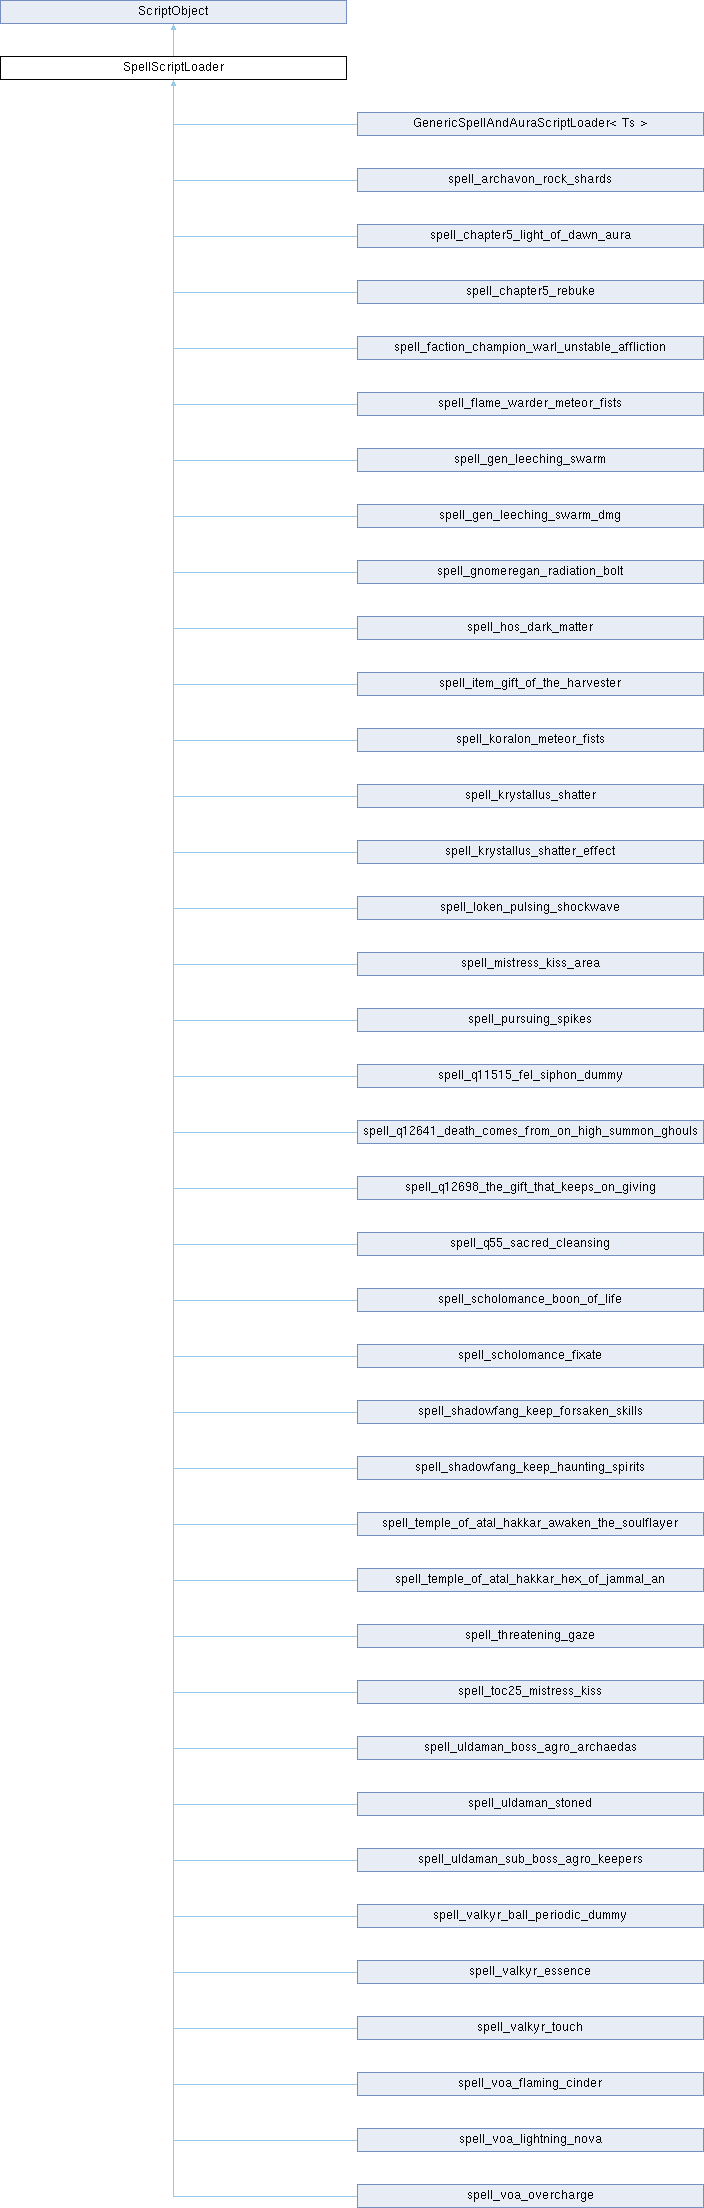 ScriptObject
SpellScriptLoader
GenericSpellAndAuraScriptLoader< Ts >
spell_archavon_rock_shards
spell_chapter5_light_of_dawn_aura
spell_chapter5_rebuke
spell_faction_champion_warl_unstable_affliction
spell_flame_warder_meteor_fists
spell_gen_leeching_swarm
spell_gen_leeching_swarm_dmg
spell_gnomeregan_radiation_bolt
spell_hos_dark_matter
spell_item_gift_of_the_harvester
spell_koralon_meteor_fists
spell_krystallus_shatter
spell_krystallus_shatter_effect
spell_loken_pulsing_shockwave
spell_mistress_kiss_area
spell_pursuing_spikes
spell_q11515_fel_siphon_dummy
spell_q12641_death_comes_from_on_high_summon_ghouls
spell_q12698_the_gift_that_keeps_on_giving
spell_q55_sacred_cleansing
spell_scholomance_boon_of_life
spell_scholomance_fixate
spell_shadowfang_keep_forsaken_skills
spell_shadowfang_keep_haunting_spirits
spell_temple_of_atal_hakkar_awaken_the_soulflayer
spell_temple_of_atal_hakkar_hex_of_jammal_an
spell_threatening_gaze
spell_toc25_mistress_kiss
spell_uldaman_boss_agro_archaedas
spell_uldaman_stoned
spell_uldaman_sub_boss_agro_keepers
spell_valkyr_ball_periodic_dummy
spell_valkyr_essence
spell_valkyr_touch
spell_voa_flaming_cinder
spell_voa_lightning_nova
spell_voa_overcharge